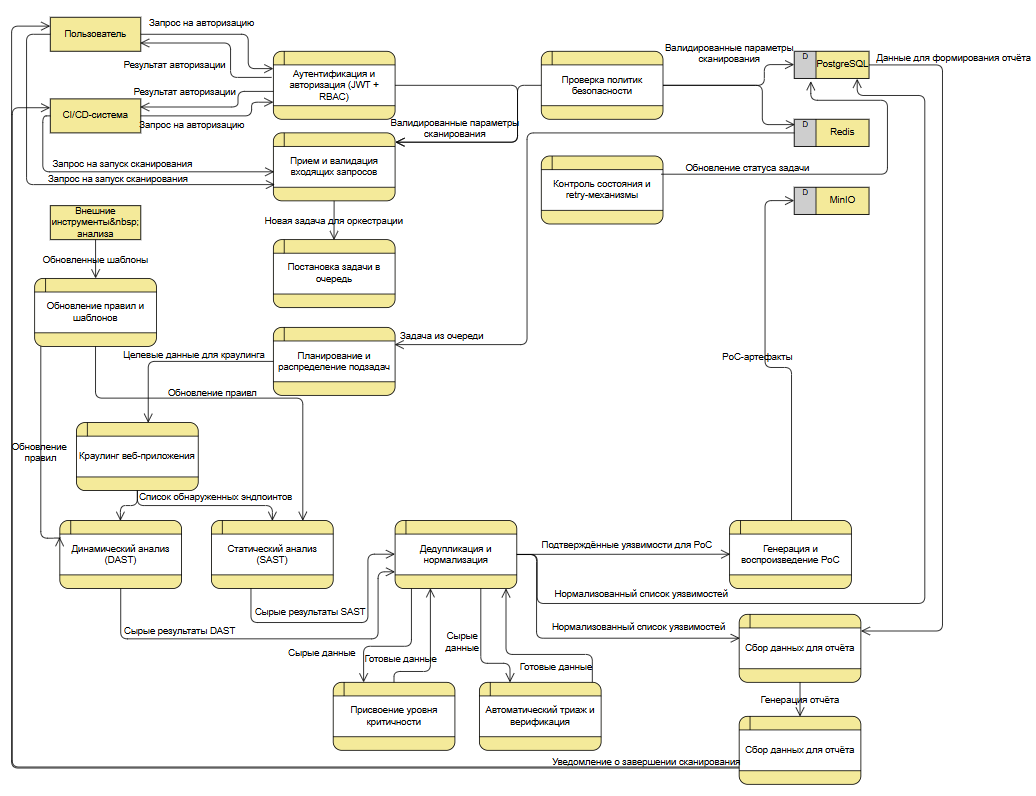 Пользователь
Запрос на авторизацию
Результат авторизации
Аутентификация и
авторизация (JWT +
RBAC)
Результат авторизации
CI/CD-система
Запрос на авторизацию
Проверка политик
безопасности
Валидированные параметры
сканирования
D
PostgreSQL
Данные для формирования отчёта
D
Redis
Валидированные параметры
сканирования
Запрос на запуск сканирования
Запрос на запуск сканирования
Прием и валидация
входящих запросов
Контроль состояния и
retry-механизмы
Обновление статуса задачи
D
MinIO
Внешние
инструменты&nbsp;
анализа
Новая задача для оркестрации
Обновленные шаблоны
Постановка задачи в
очередь
Обновление правил и
шаблонов
Задача из очереди
Целевые данные для краулинга
Планирование и
распределение подзадач
PoC-артефакты
Обновление праивл
Обновление
правил
Краулинг веб-приложения
Список обнаруженных эндпоинтов
Динамический анализ
(DAST)
Статический анализ
(SAST)
Дедупликация и
нормализация
Подтверждённые уязвимости для PoC
Генерация и
воспроизведение PoC
Нормализованный список уязвимостей
Сырые результаты SAST
Сырые результаты DAST
Нормализованный список уязвимостей
Сырые данные
Готовые данные
Сырые
данные
Готовые данные
Сбор данных для отчёта
Присвоение уровня
критичности
Автоматический триаж и
верификация
Генерация отчёта
Сбор данных для отчёта
Уведомление о завершении сканирования